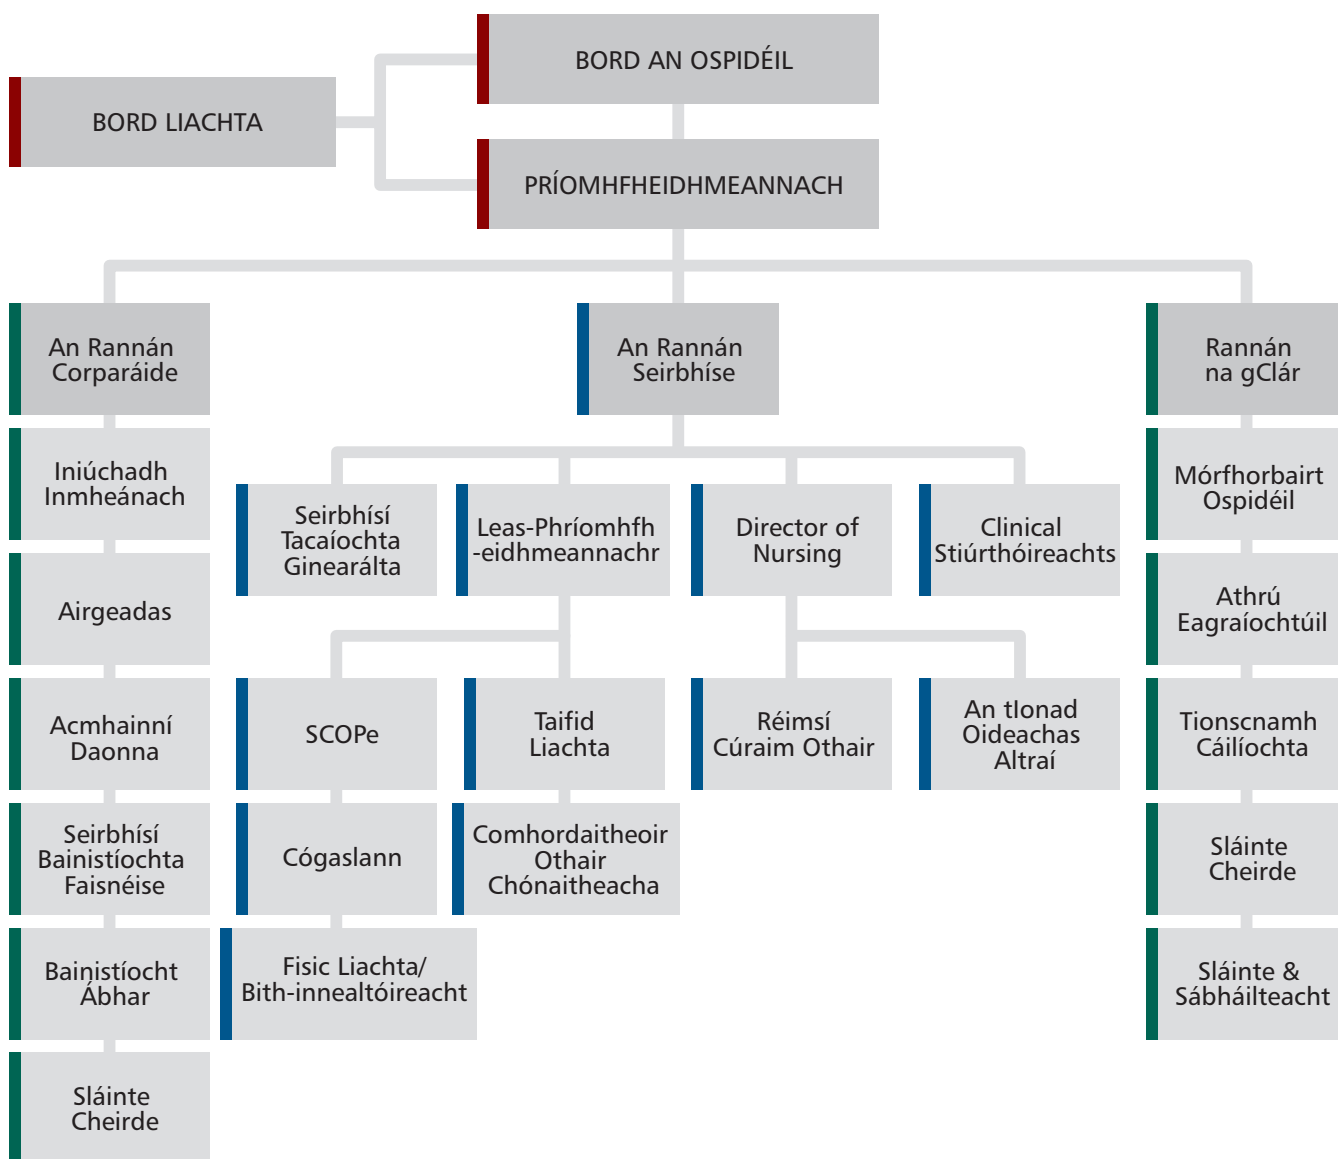 BORD AN OSPIDÉIL
BORD LIACHTA
PRÍOMHFHEIDHMEANNACH
An Rannán
Corparáide
An Rannán
Seirbhíse
Rannán
na gClár
Iniúchadh
Inmheánach
Airgeadas
Acmhainní
Daonna
Seirbhísí
Bainistíochta
Faisnéise
Bainistíocht
Ábhar
Sláinte
Cheirde
Seirbhísí
Tacaíochta
Ginearálta
Leas-Phríomhfh
-eidhmeannachr
Director of
Nursing
Clinical
Stiúrthóireachts
SCOPe
Cógaslann
Fisic Liachta/
Bith-innealtóireacht
Taifid
Liachta
Comhordaitheoir
Othair
Chónaitheacha
Réimsí
Cúraim Othair
An tIonad
Oideachas
Altraí
Mórfhorbairt
Ospidéil
Athrú
Eagraíochtúil
Tionscnamh
Cáilíochta
Sláinte
Cheirde
Sláinte &
Sábháilteacht